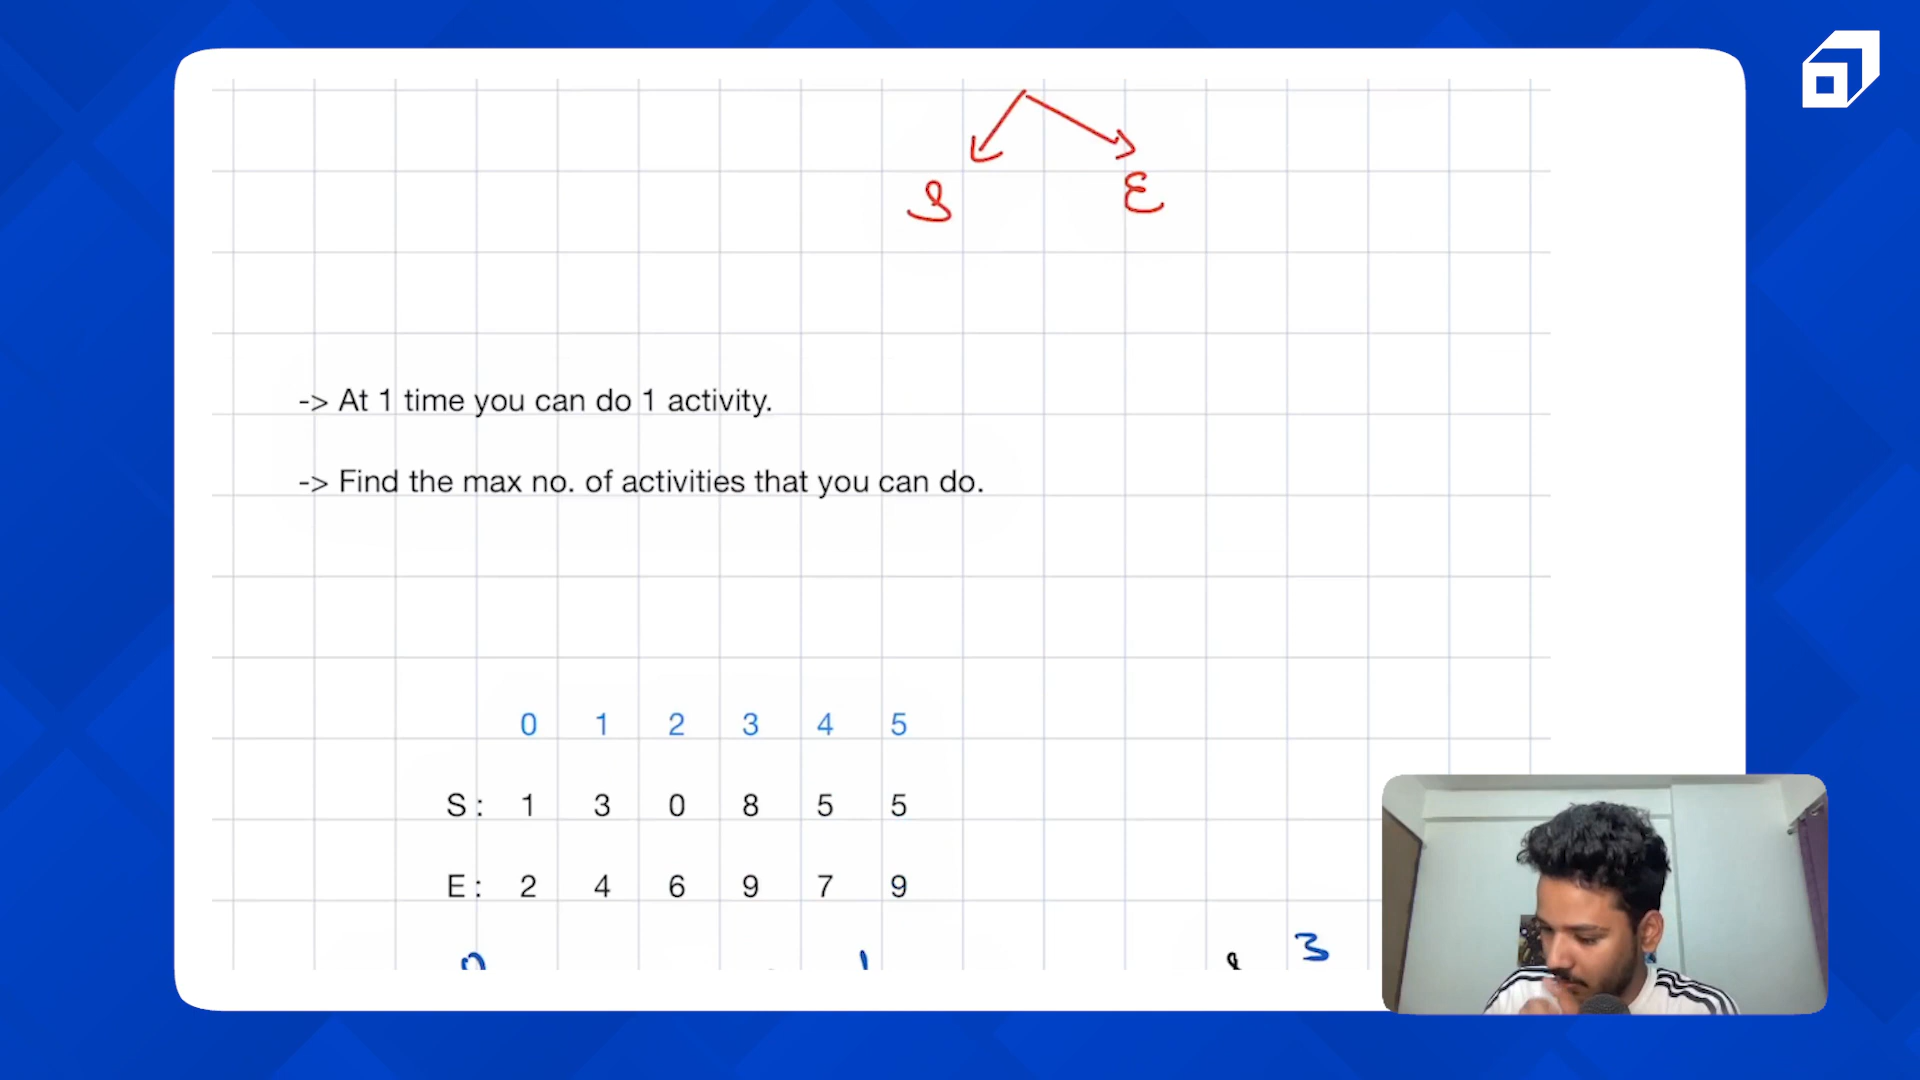 S E
-> At 1 time you can do 1 activity.
-> Find the max no. of activities that you can do.
0 1 2 3 4 5
S : 1 3 0 8 5 5
E : 2 4 6 9 7 9
3